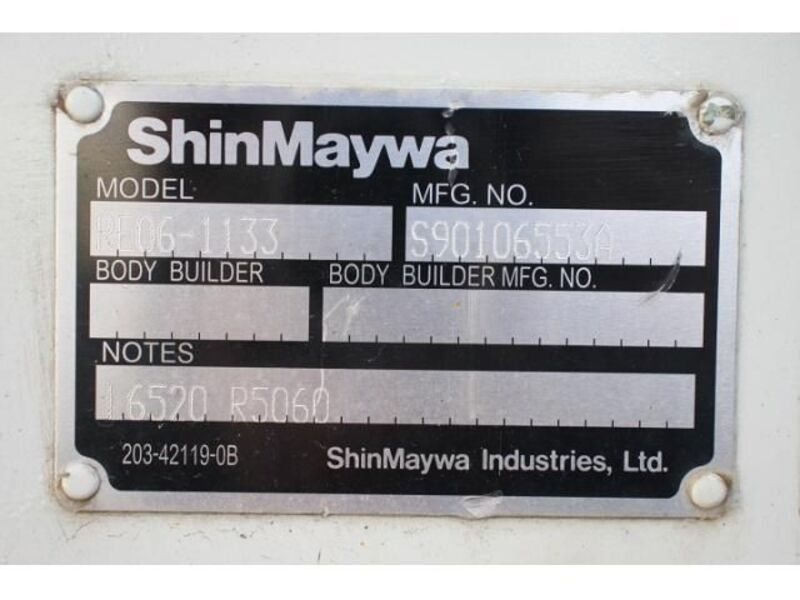 ShinMaywa
MODEL MFG. NO.
RE06-1133 S90106553A
BODY BUILDER BODY BUILDER MFG. NO.
NOTES
16520 R5060
203-42119-0B ShinMaywa Industries, Ltd.